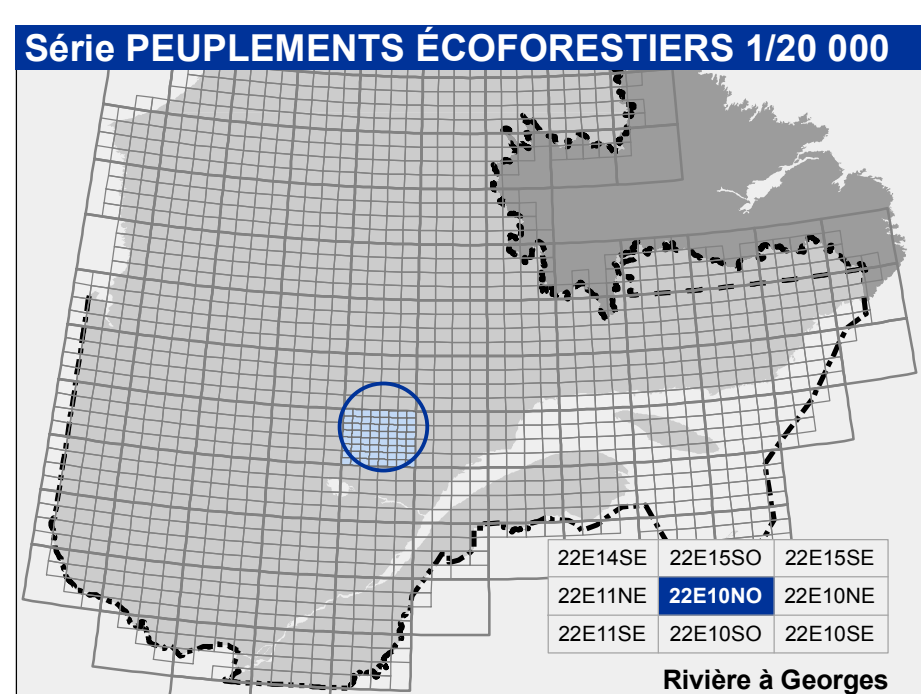 Série PEUPLEMENTS ÉCOFORESTIERS 1/20 000
22E14SE 22E15SO 22E15SE
22E11NE 22E10NO 22E10NE
22E11SE 22E10SO 22E10SE
Rivière à Georges